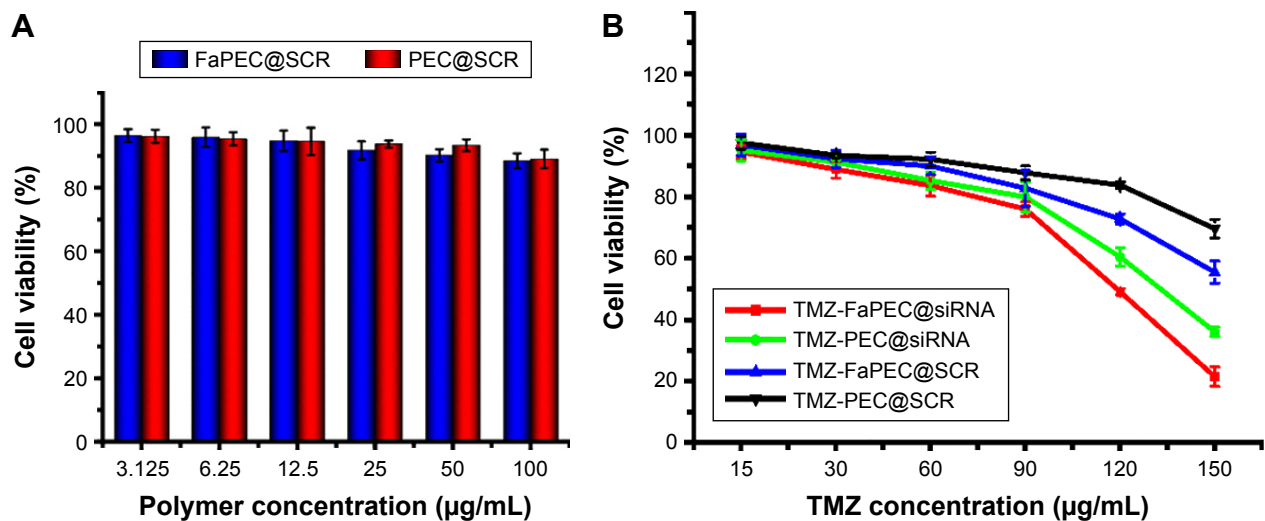 A
FaPEC@SCR
PEC@SCR
Cell viability (%)
100
80
60
40
20
0
3.125 6.25 12.5 25 50 100
Polymer concentration (µg/mL)
B
Cell viability (%)
120
100
80
60
40
20
0
TMZ-FaPEC@siRNA
TMZ-PEC@siRNA
TMZ-FaPEC@SCR
TMZ-PEC@SCR
15 30 60 90 120 150
TMZ concentration (µg/mL)